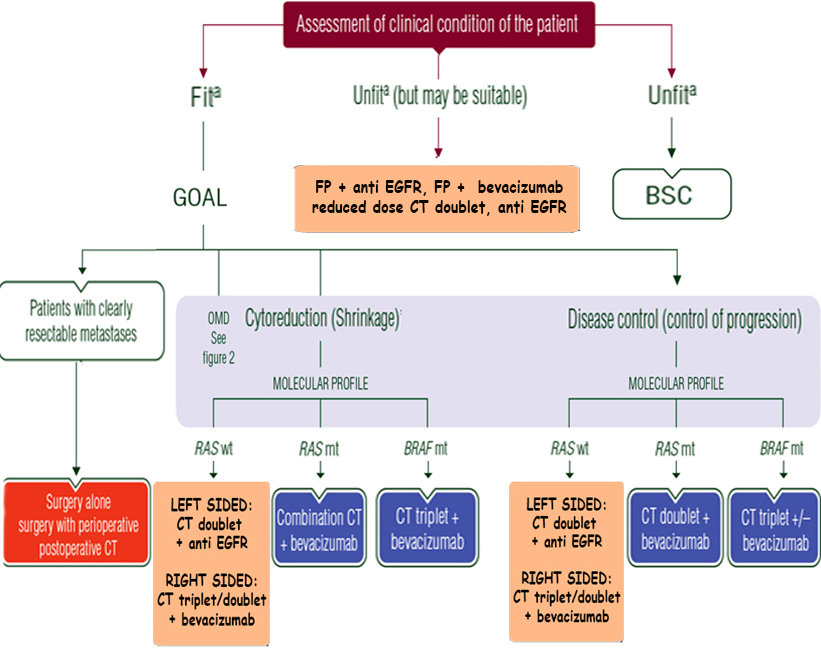 Assessment of clinical condition of the patient
Fitᵃ
Unfitᵃ (but may be suitable)
Unfitᵃ
FP + anti EGFR, FP + bevacizumab
reduced dose CT doublet, anti EGFR
BSC
GOAL
Patients with clearly
resectable metastases
OMD
See
figure 2
Cytoreduction (Shrinkage)
Disease control (control of progression)
MOLECULAR PROFILE
MOLECULAR PROFILE
RAS wt
RAS mt
BRAF mt
RAS wt
RAS mt
BRAF mt
Surgery alone
surgery with perioperative
postoperative CT
LEFT SIDED:
CT doublet
+ anti EGFR
RIGHT SIDED:
CT triplet/doublet
+ bevacizumab
Combination CT
+ bevacizumab
CT triplet +
bevacizumab
LEFT SIDED:
CT doublet
+ anti EGFR
RIGHT SIDED:
CT triplet/doublet
+ bevacizumab
CT doublet +
bevacizumab
CT triplet +/–
bevacizumab